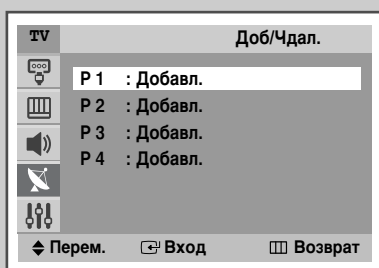 TV
Доб/Чдал.
P 1 : Добавл.
P 2 : Добавл.
P 3 : Добавл.
P 4 : Добавл.
Перем. Вход Возврат